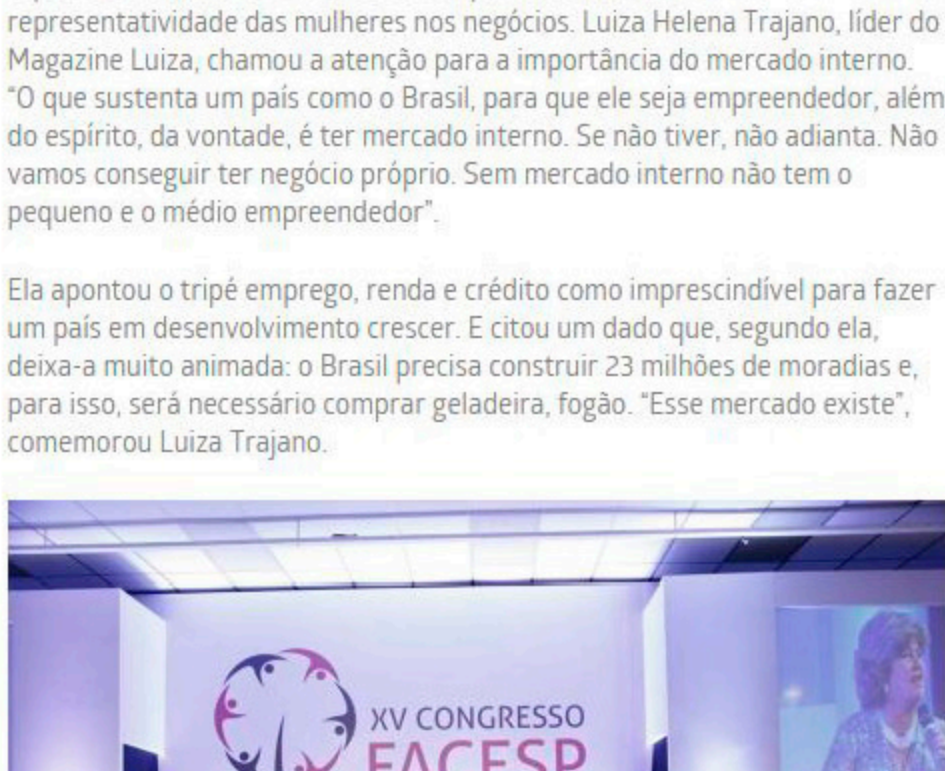 representatividade das mulheres nos negócios. Luiza Helena Trajano, líder do
Magazine Luiza, chamou a atenção para a importância do mercado interno.
“O que sustenta um país como o Brasil, para que ele seja empreendedor, além
do espírito, da vontade, é ter mercado interno. Se não tiver, não adianta. Não
vamos conseguir ter negócio próprio. Sem mercado interno não tem o
pequeno e o médio empreendedor”.
Ela apontou o tripé emprego, renda e crédito como imprescindível para fazer
um país em desenvolvimento crescer. E citou um dado que, segundo ela,
deixa-a muito animada: o Brasil precisa construir 23 milhões de moradias e,
para isso, será necessário comprar geladeira, fogão. “Esse mercado existe”,
comemorou Luiza Trajano.
XV CONGRESSO
FACESP